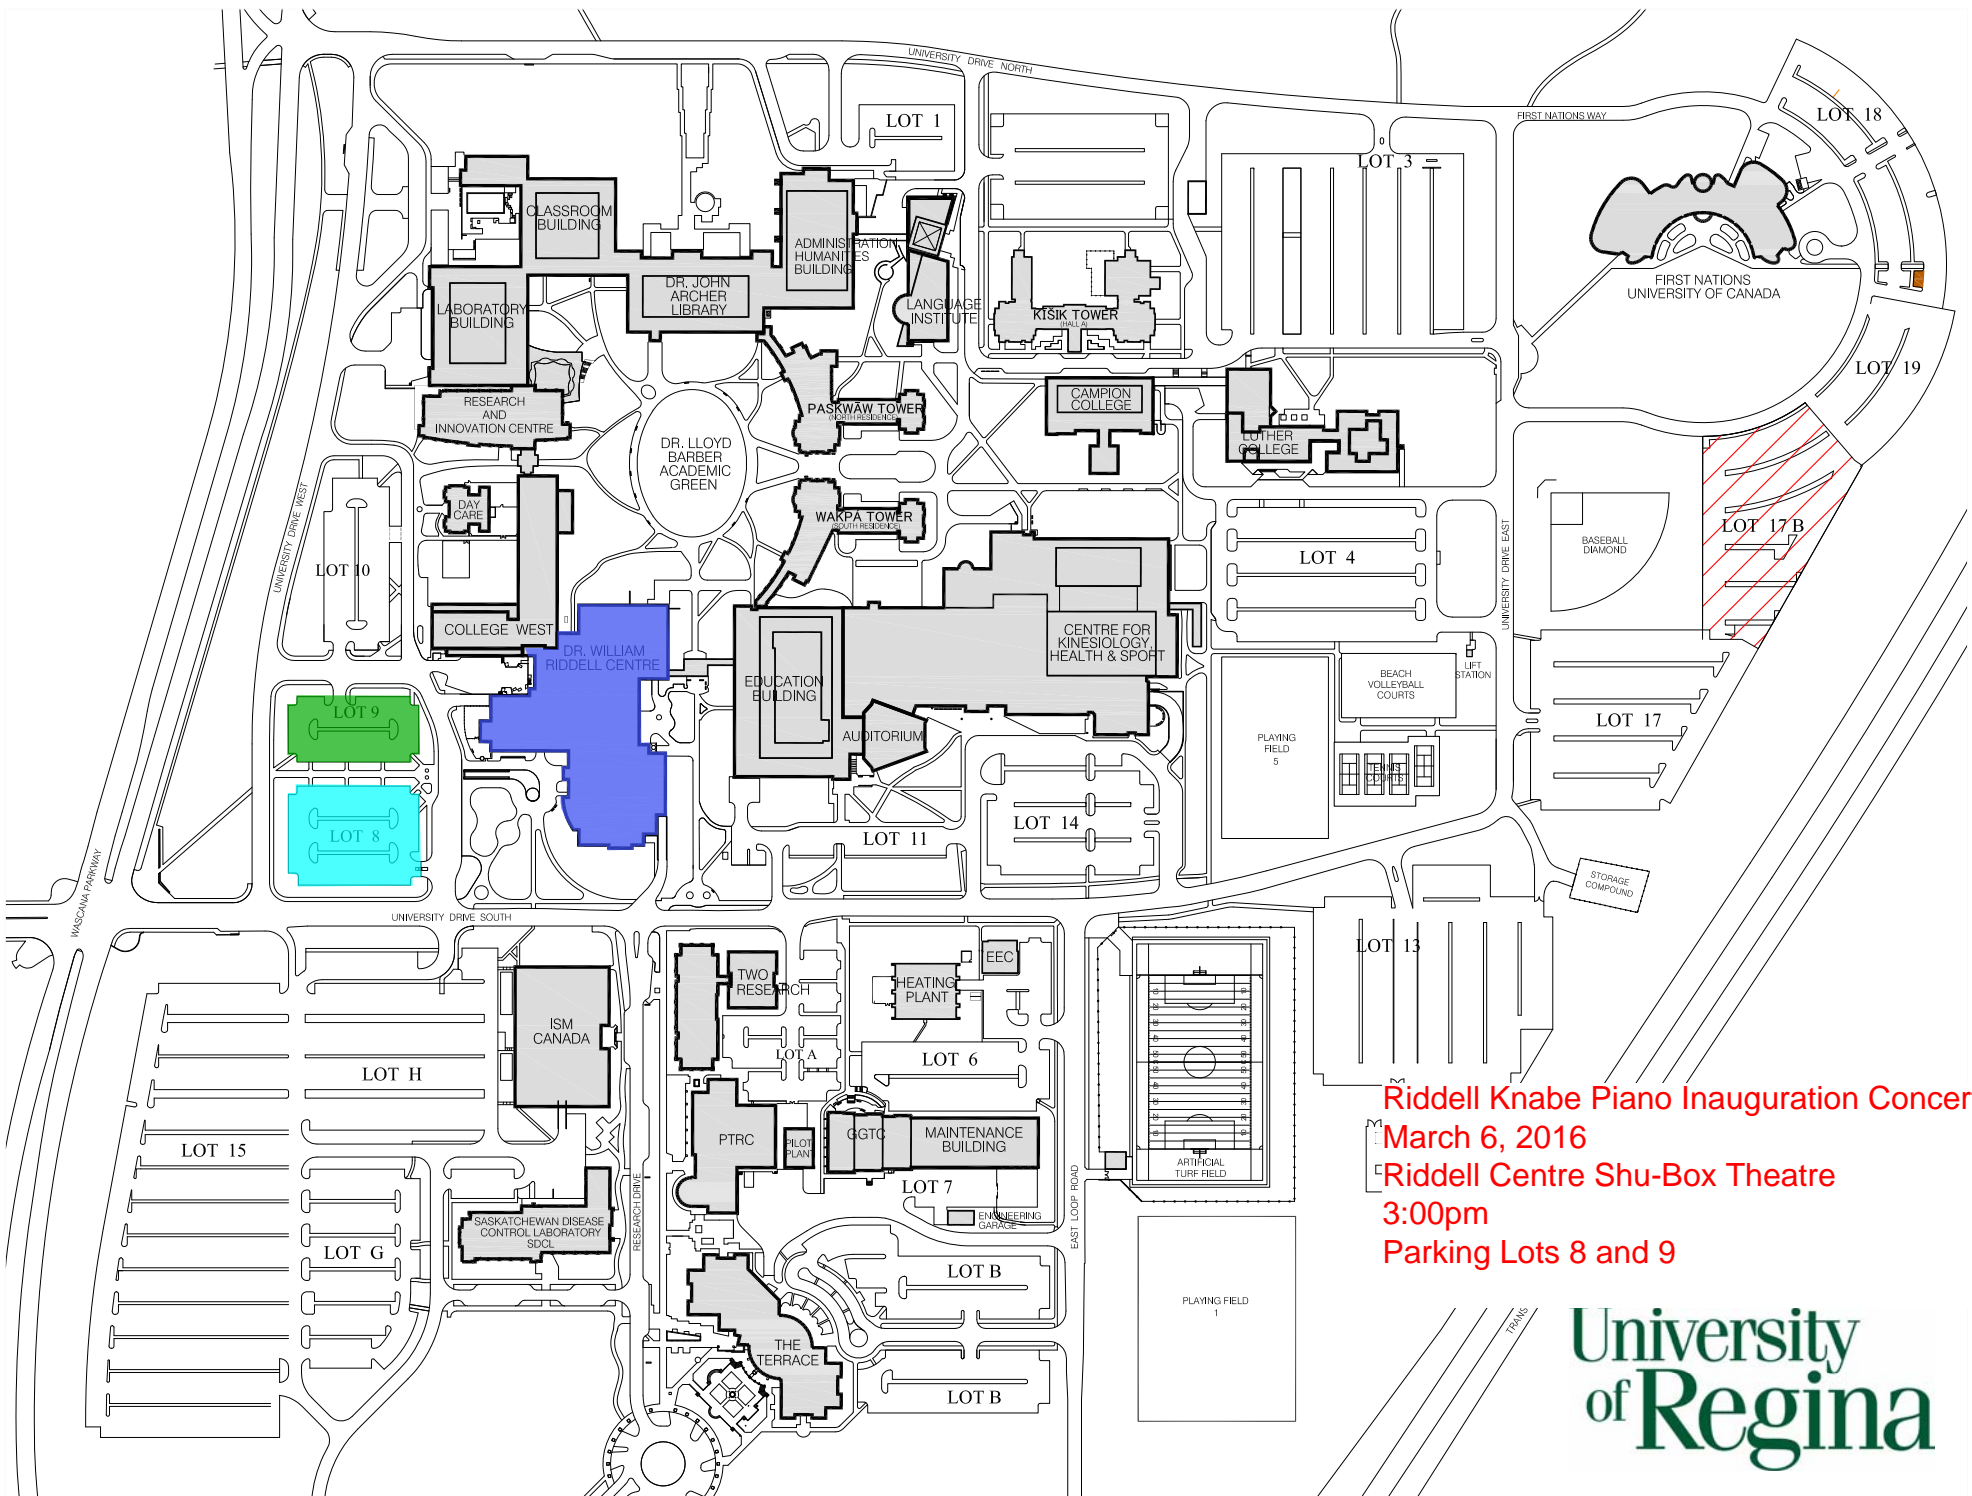 UNIVERSITY DRIVE NORTH
LOT 1
LOT 3
FIRST NATIONS WAY
LOT 18
CLASSROOM
BUILDING
ADMINISTRATION
HUMANITIES
BUILDING
DR. JOHN
ARCHER
LIBRARY
LABORATORY
BUILDING
LANGUAGE
INSTITUTE
KĪSIK TOWER
(HALL A)
FIRST NATIONS
UNIVERSITY OF CANADA
LOT 19
RESEARCH
AND
INNOVATION CENTRE
PASKWĀW TOWER
(NORTH RESIDENCE)
CAMPION
COLLEGE
LUTHER
COLLEGE
DR. LLOYD
BARBER
ACADEMIC
GREEN
UNIVERSITY DRIVE WEST
DAY
CARE
WAKPÁ TOWER
(SOUTH RESIDENCE)
LOT 4
UNIVERSITY DRIVE EAST
BASEBALL
DIAMOND
LOT 17 B
LOT 10
COLLEGE WEST
DR. WILLIAM
RIDDELL CENTRE
CENTRE FOR
KINESIOLOGY,
HEALTH & SPORT
EDUCATION
BUILDING
BEACH
VOLLEYBALL
COURTS
LIFT
STATION
LOT 9
AUDITORIUM
PLAYING
FIELD
5
TENNIS
COURTS
LOT 17
LOT 8
LOT 11
LOT 14
WASCANA PARKWAY
UNIVERSITY DRIVE SOUTH
STORAGE
COMPOUND
TWO
RESEARCH
HEATING
PLANT
EEC
LOT 13
ISM
CANADA
LOT A
LOT 6
LOT H
LOT 15
PTRC
PILOT
PLANT
GGTC
MAINTENANCE
BUILDING
ARTIFICIAL
TURF FIELD
LOT 7
ENGINEERING
GARAGE
RESEARCH DRIVE
EAST LOOP ROAD
SASKATCHEWAN DISEASE
CONTROL LABORATORY
SDCL
LOT G
LOT B
THE
TERRACE
LOT B
PLAYING FIELD
1
TRANS
Riddell Knabe Piano Inauguration Concer
March 6, 2016
Riddell Centre Shu-Box Theatre
3:00pm
Parking Lots 8 and 9
University
of Regina